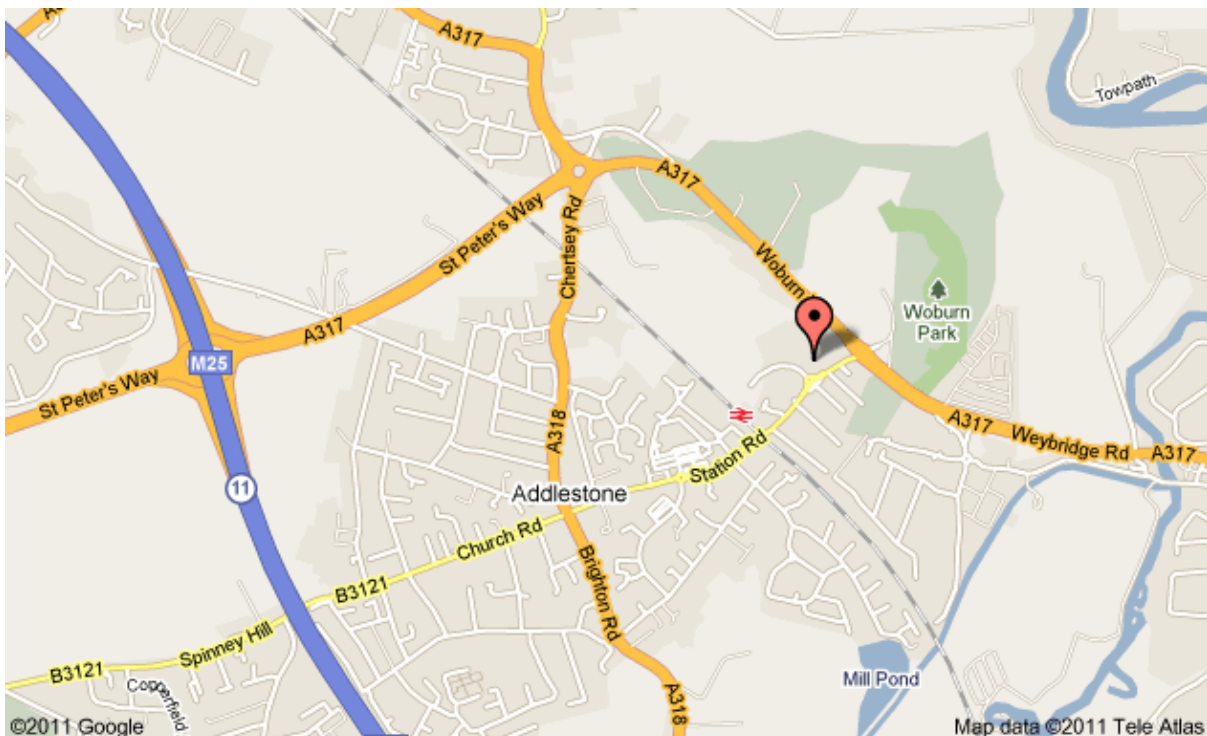 A317
Towpath
A317
St Peter's Way
Chertsey Rd
Woburn
Woburn
Park
A317
M25
St Peter's Way
A318
A317
Weybridge Rd
A317
Station Rd
11
Addlestone
Church Rd
B3121
Brighton Rd
Spinney Hill
B3121
Mill Pond
A318
©2011 Google
Map data ©2011 Tele Atlas